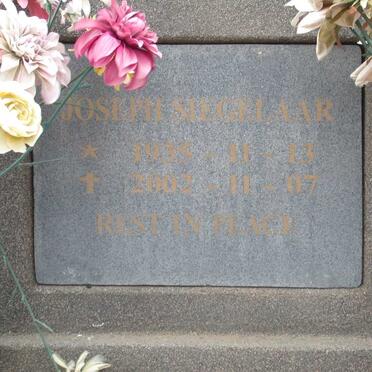 JOSEPH SIEGELAAR
★ 1935 - 11 - 13
✝ 2002 - 11 - 07
REST IN PEACE